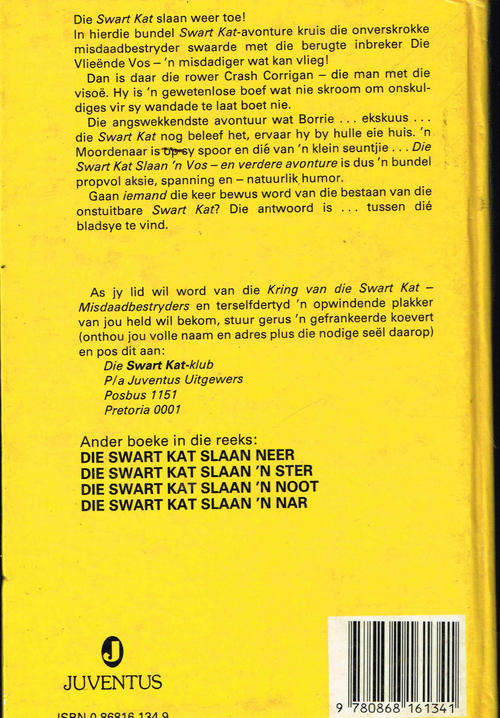 Die Swart Kat slaan weer toe!
In hierdie bundel Swart Kat-avonture kruis die onverskrokke
misdaadbestryder swaarde met die berugte inbreker Die
Vlieënde Vos – 'n misdadiger wat kan vlieg!
Dan is daar die rower Crash Corrigan – die man met die
visoë. Hy is 'n gewetenlose boef wat nie skroom om onskul-
diges vir sy wandade te laat boet nie.
Die angswekkendste avontuur wat Borrie . . . ekskuus . . .
die Swart Kat nog beleef het, ervaar hy by hulle eie huis. 'n
Moordenaar is op sy spoor en dié van 'n klein seuntjie . . . Die
Swart Kat Slaan 'n Vos – en verdere avonture is dus 'n bundel
propvol aksie, spanning en – natuurlik humor.
Gaan iemand die keer bewus word van die bestaan van die
onstuitbare Swart Kat? Die antwoord is . . . tussen dié
bladsye te vind.
As jy lid wil word van die Kring van die Swart Kat –
Misdaadbestryders en terselfdertyd 'n opwindende plakker
van jou held wil bekom, stuur gerus 'n gefrankeerde koevert
(onthou jou volle naam en adres plus die nodige seël daarop)
en pos dit aan:
Die Swart Kat-klub
P/a Juventus Uitgewers
Posbus 1151
Pretoria 0001
Ander boeke in die reeks:
DIE SWART KAT SLAAN NEER
DIE SWART KAT SLAAN 'N STER
DIE SWART KAT SLAAN 'N NOOT
DIE SWART KAT SLAAN 'N NAR
J
JUVENTUS
ISBN 0 86816 134 9
9 780868 161341